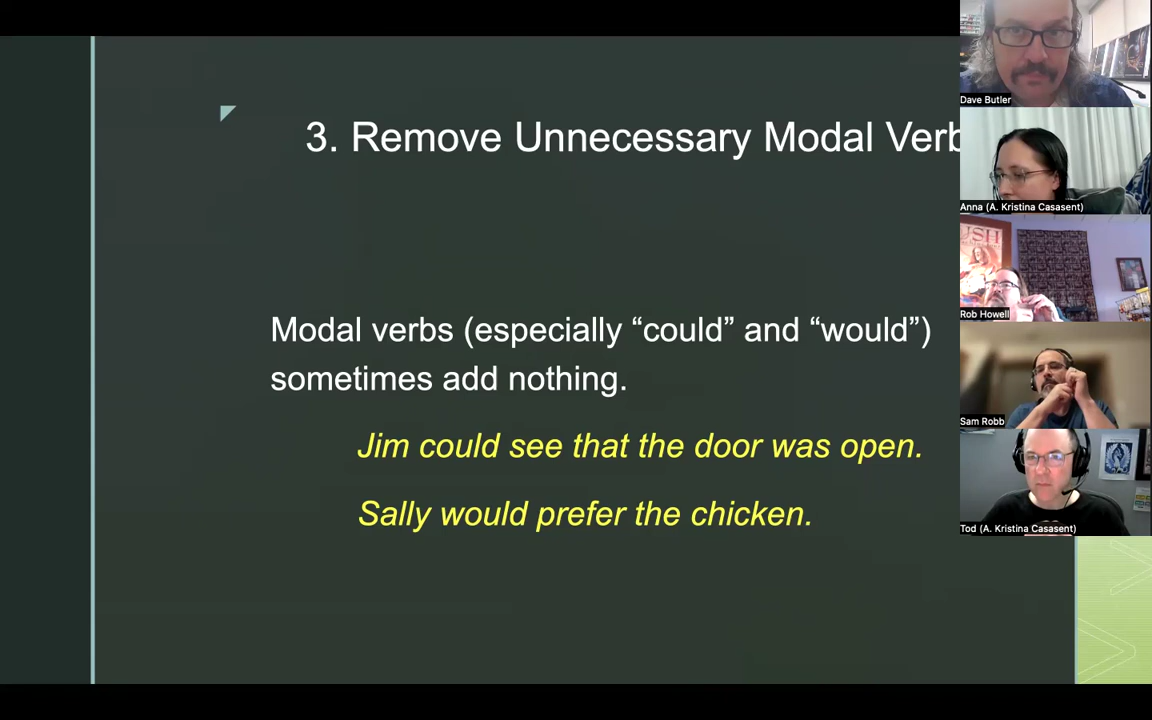 3. Remove Unnecessary Modal Verb
Modal verbs (especially “could” and “would”)
sometimes add nothing.
Jim could see that the door was open.
Sally would prefer the chicken.
Dave Butler
Anna (A. Kristina Casasent)
USH
Rob Howell
Sam Robb
Tod (A. Kristina Casasent)